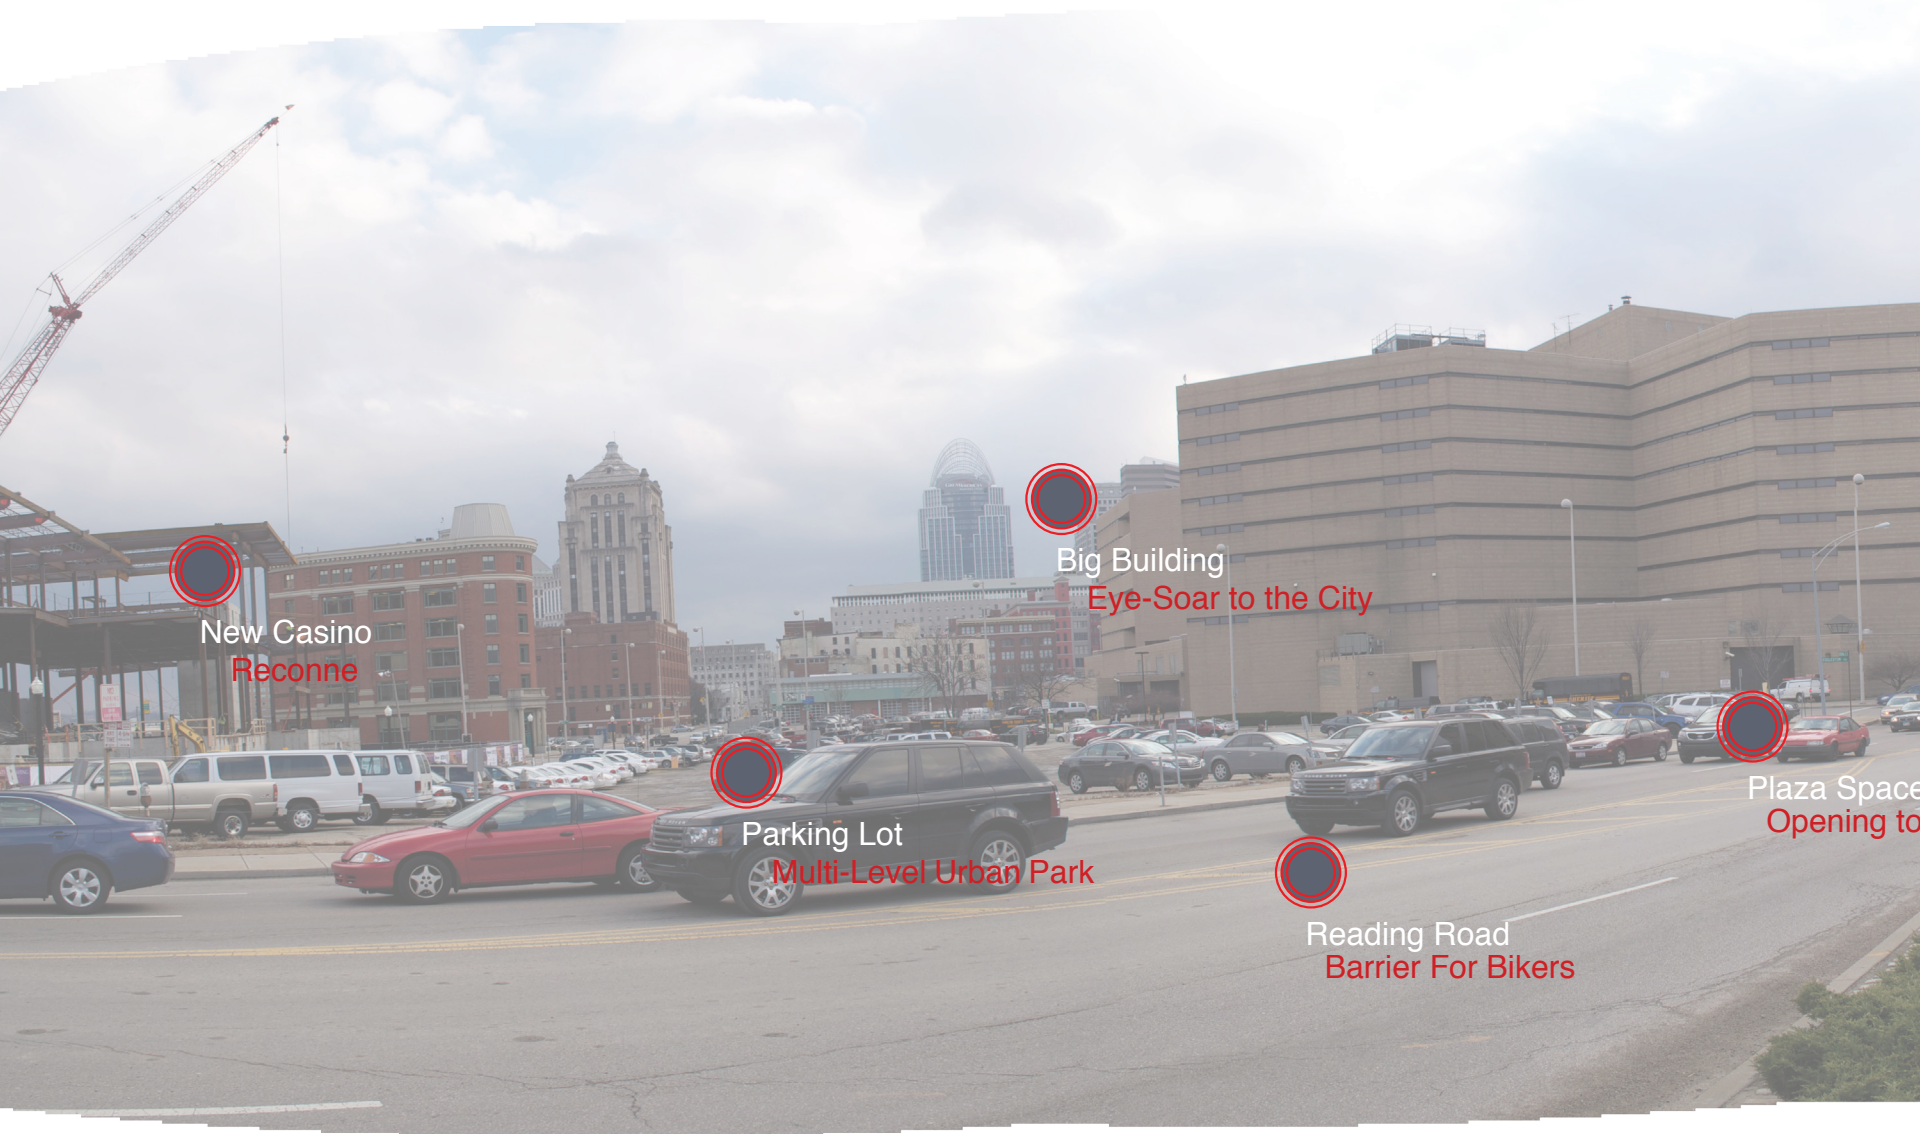 Big Building
Eye-Soar to the City
New Casino
Reconne
Plaza Space
Opening to
Parking Lot
Multi-Level Urban Park
Reading Road
Barrier For Bikers